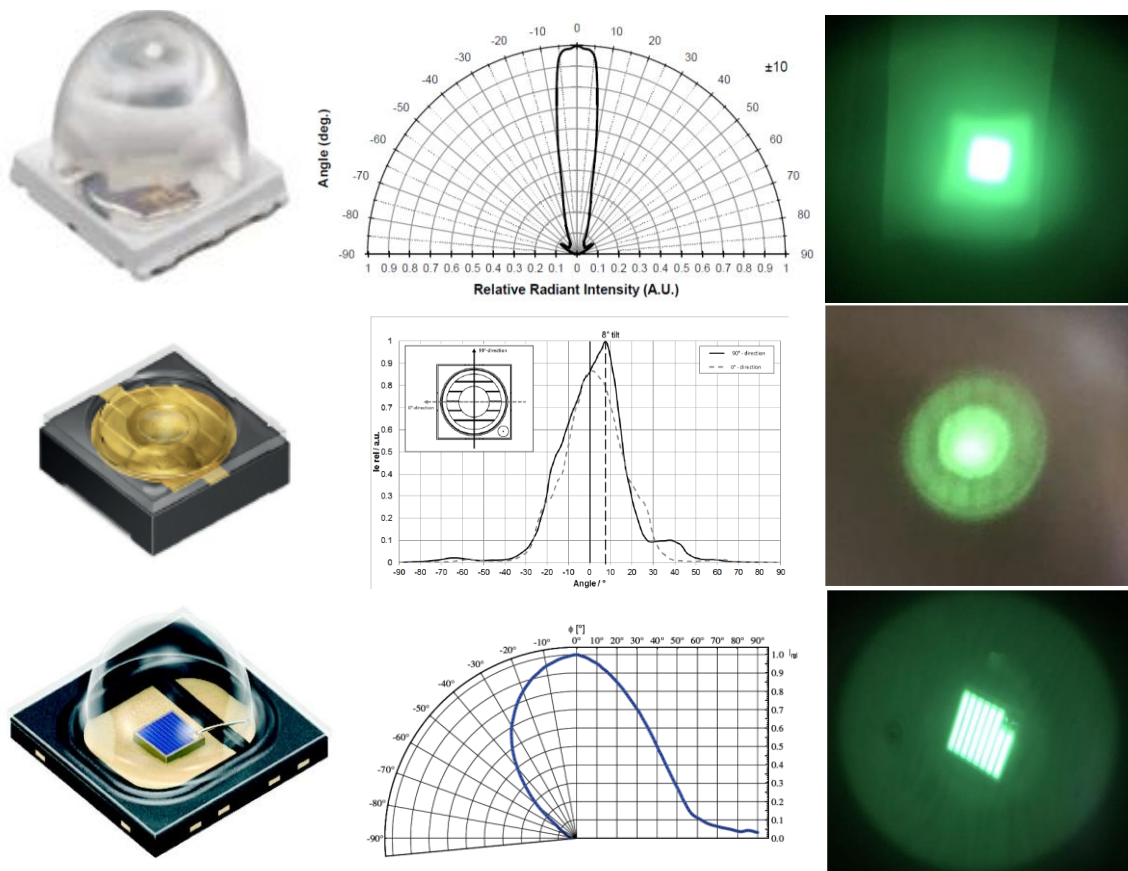 0
-10 10
-20 20
-30 30
-40 40
-50 50
-60 60
-70 70
-80 80
-90 90
±10
Angle (deg.)
1 0.9 0.8 0.7 0.6 0.5 0.4 0.3 0.2 0.1 0 0.1 0.2 0.3 0.4 0.5 0.6 0.7 0.8 0.9 1
Relative Radiant Intensity (A.U.)
8° tilt
1
0.9
0.8
0.7
0.6
0.5
0.4
0.3
0.2
0.1
0
Ie rel / a.u.
90°-direction
0°-direction
90° - direction
0° - direction
-90 -80 -70 -60 -50 -40 -30 -20 -10 0 10 20 30 40 50 60 70 80 90
Angle / °
ϕ [°]
-10° 0° 10° 20° 30° 40° 50° 60° 70° 80° 90°
-20°
-30°
-40°
-50°
-60°
-70°
-80°
-90°
I rel
1.0
0.9
0.8
0.7
0.6
0.5
0.4
0.3
0.2
0.1
0.0